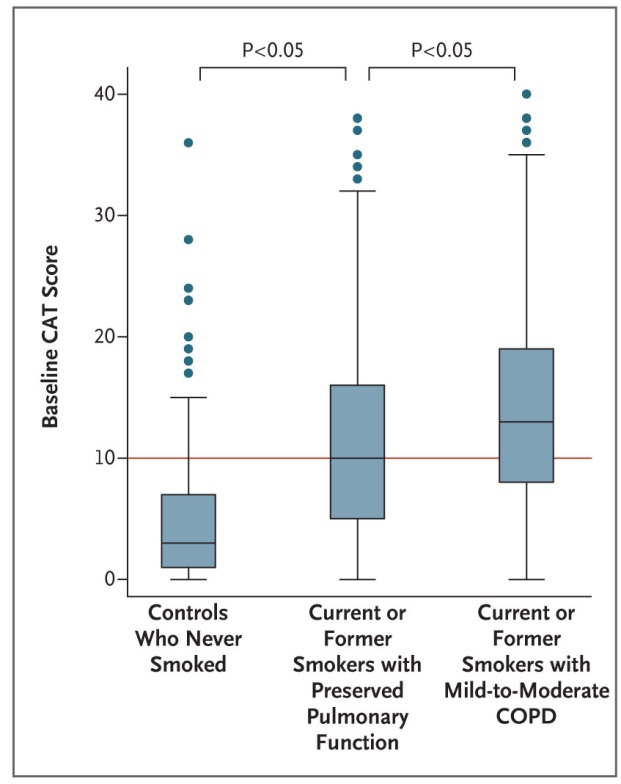 P<0.05 P<0.05
40
30
20
10
0
Baseline CAT Score
Controls
Who Never
Smoked
Current or
Former
Smokers with
Preserved
Pulmonary
Function
Current or
Former
Smokers with
Mild-to-Moderate
COPD